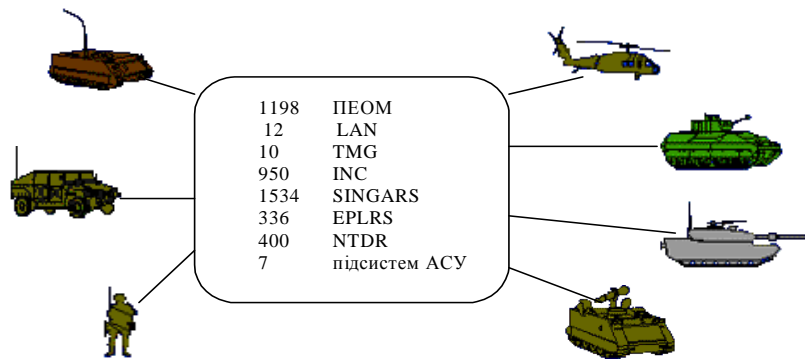 1198 ПЕОМ
12 LAN
10 TMG
950 INC
1534 SINGARS
336 EPLRS
400 NTDR
7 підсистем АСУ